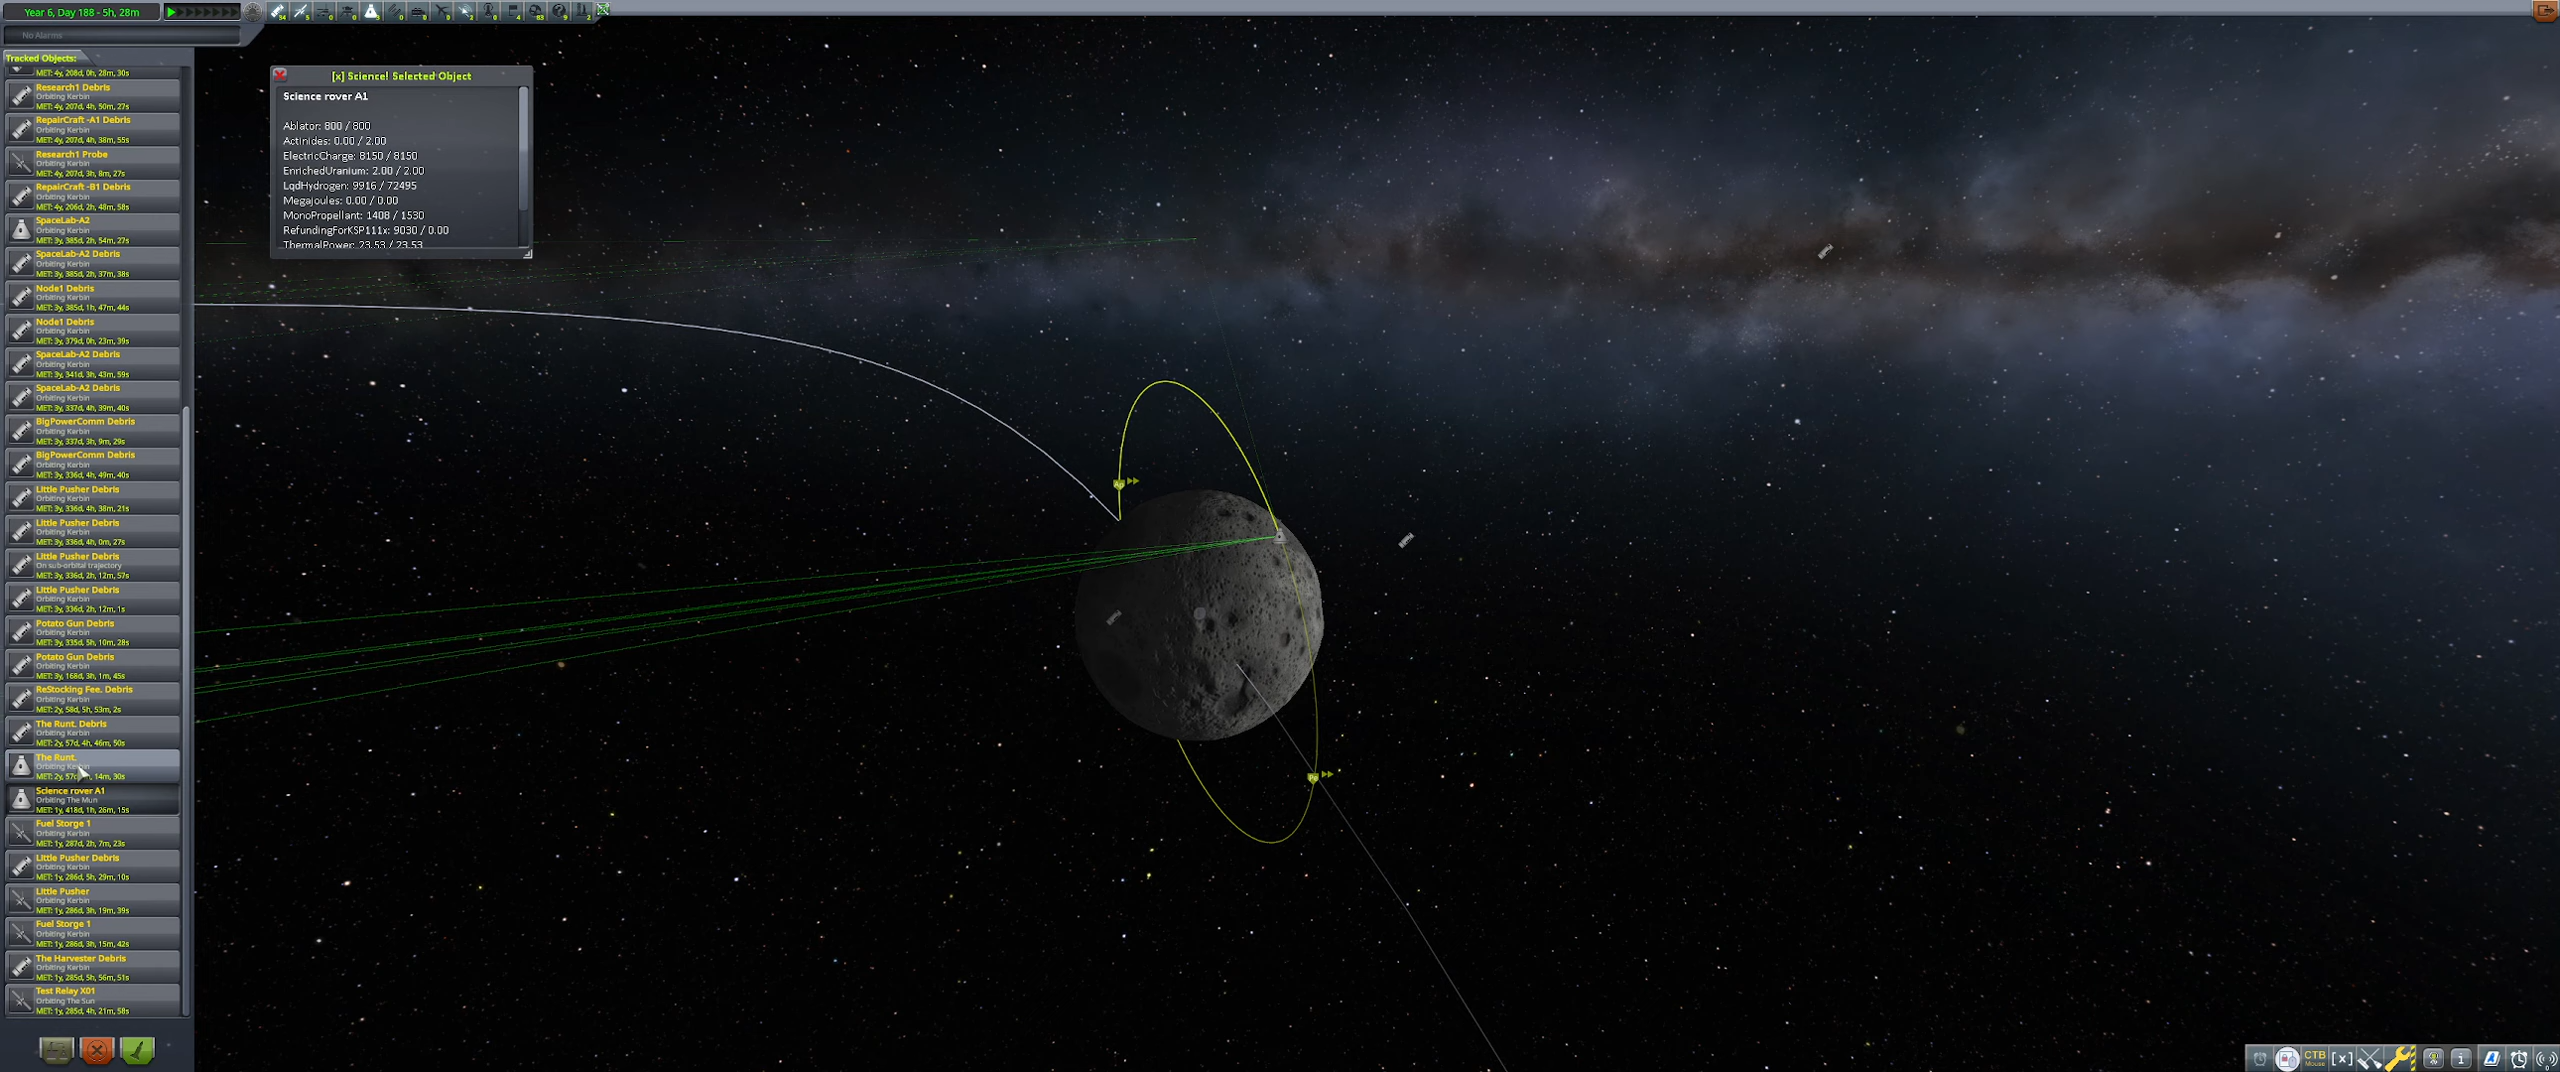 Year 6, Day 188 - 5h, 28m
No Alarms
Tracked Objects:
MET: 4y, 208d, 0h, 28m, 30s
Research1 Debris
Orbiting Kerbin
MET: 4y, 207d, 4h, 50m, 27s
RepairCraft -A1 Debris
Orbiting Kerbin
MET: 4y, 207d, 4h, 38m, 55s
Research1 Probe
Orbiting Kerbin
MET: 4y, 207d, 3h, 8m, 27s
RepairCraft -B1 Debris
Orbiting Kerbin
MET: 4y, 206d, 2h, 48m, 58s
SpaceLab-A2
Orbiting Kerbin
MET: 3y, 385d, 2h, 54m, 27s
SpaceLab-A2 Debris
Orbiting Kerbin
MET: 3y, 385d, 2h, 37m, 38s
Node1 Debris
Orbiting Kerbin
MET: 3y, 385d, 1h, 47m, 44s
Node1 Debris
Orbiting Kerbin
MET: 3y, 379d, 0h, 23m, 39s
SpaceLab-A2 Debris
Orbiting Kerbin
MET: 3y, 341d, 3h, 43m, 59s
SpaceLab-A2 Debris
Orbiting Kerbin
MET: 3y, 337d, 4h, 39m, 40s
BigPowerComm Debris
Orbiting Kerbin
MET: 3y, 337d, 3h, 9m, 29s
BigPowerComm Debris
Orbiting Kerbin
MET: 3y, 336d, 4h, 49m, 40s
Little Pusher Debris
Orbiting Kerbin
MET: 3y, 336d, 4h, 38m, 21s
Little Pusher Debris
Orbiting Kerbin
MET: 3y, 336d, 4h, 0m, 27s
Little Pusher Debris
On sub-orbital trajectory
MET: 3y, 336d, 2h, 12m, 57s
Little Pusher Debris
Orbiting Kerbin
MET: 3y, 336d, 2h, 12m, 1s
Potato Gun Debris
Orbiting Kerbin
MET: 3y, 335d, 5h, 10m, 28s
Potato Gun Debris
Orbiting Kerbin
MET: 3y, 168d, 3h, 1m, 45s
ReStocking Fee. Debris
Orbiting Kerbin
MET: 2y, 58d, 5h, 53m, 2s
The Runt. Debris
Orbiting Kerbin
MET: 2y, 57d, 4h, 46m, 50s
The Runt.
Orbiting Kerbin
MET: 2y, 14m, 30s
Science rover A1
Orbiting The Mun
MET: 1y, 418d, 1h, 26m, 15s
Fuel Storge 1
Orbiting Kerbin
MET: 1y, 287d, 2h, 7m, 23s
Little Pusher Debris
Orbiting Kerbin
MET: 1y, 286d, 5h, 29m, 10s
Little Pusher
Orbiting Kerbin
MET: 1y, 286d, 3h, 19m, 39s
Fuel Storge 1
Orbiting Kerbin
MET: 1y, 286d, 3h, 15m, 42s
The Harvester Debris
Orbiting Kerbin
MET: 1y, 285d, 5h, 56m, 51s
Test Relay X01
Orbiting The Sun
MET: 1y, 285d, 4h, 21m, 58s
[x] Science! Selected Object
Science rover A1
Ablator: 800 / 800
Actinides: 0.00 / 2.00
ElectricCharge: 8150 / 8150
EnrichedUranium: 2.00 / 2.00
LqdHydrogen: 9916 / 72495
Megajoules: 0.00 / 0.00
MonoPropellant: 1408 / 1530
RefundingForKSP111x: 9030 / 0.00
ThermalPower: 23.53 / 23.53
Ap
Pe
CTB
[x]